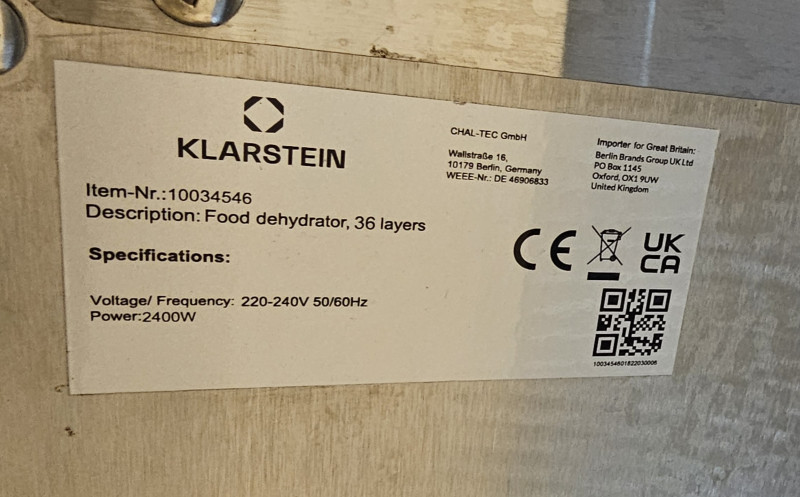 KLARSTEIN
Item-Nr.:10034546
Description: Food dehydrator, 36 layers
Specifications:
Voltage/ Frequency: 220-240V 50/60Hz
Power:2400W
CHAL-TEC GmbH
Wallstraße 16,
10179 Berlin, Germany
WEEE-Nr.: DE 46906833
Importer for Great Britain:
Berlin Brands Group UK Ltd
PO Box 1145
Oxford, OX1 9UW
United Kingdom
CE
UK
CA
1003454601822030006